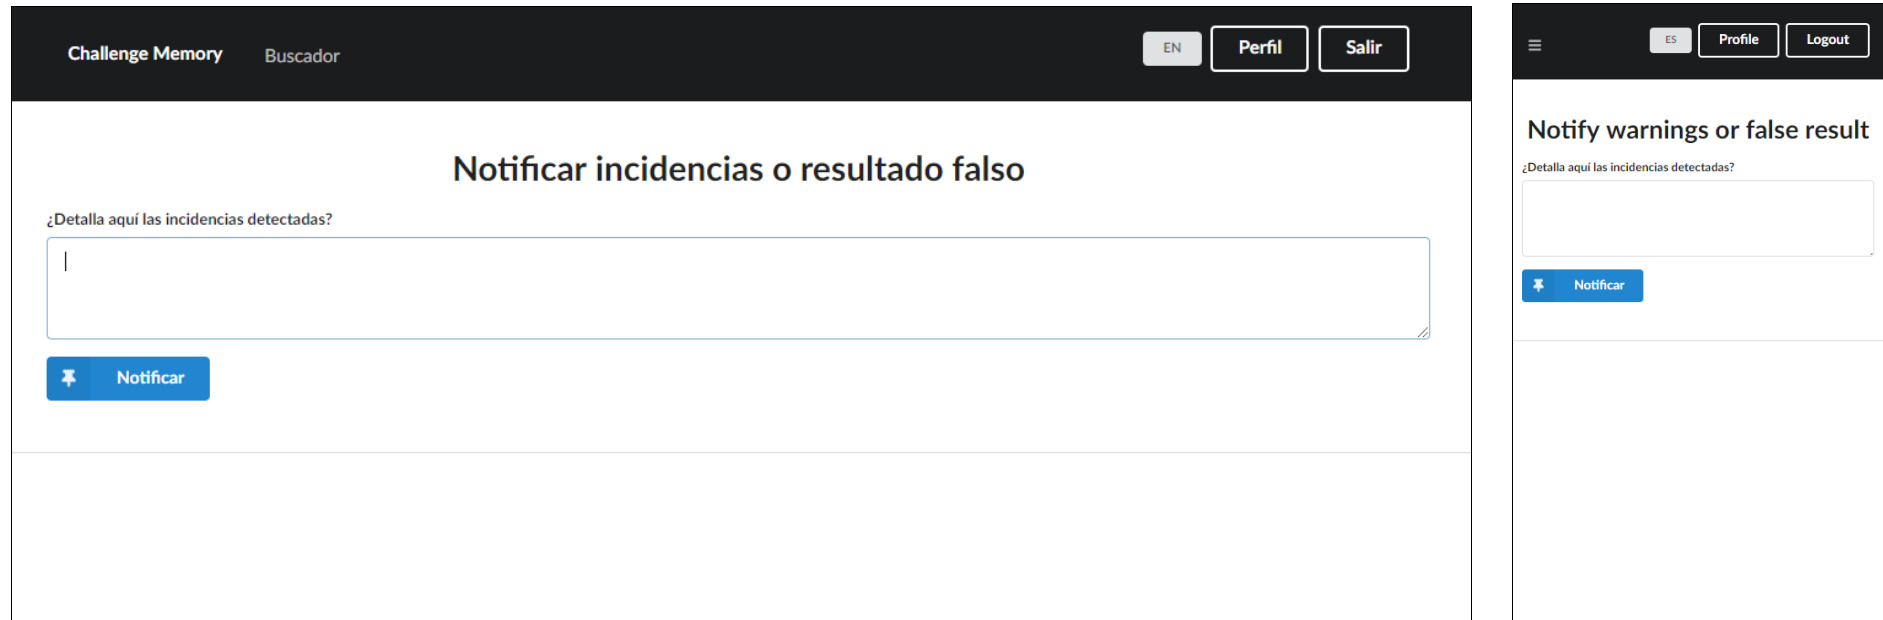 Challenge Memory Buscador EN Perfil Salir
Notificar incidencias o resultado falso
¿Detalla aquí las incidencias detectadas?
Notificar
ES Profile Logout
Notify warnings or false result
¿Detalla aquí las incidencias detectadas?
Notificar